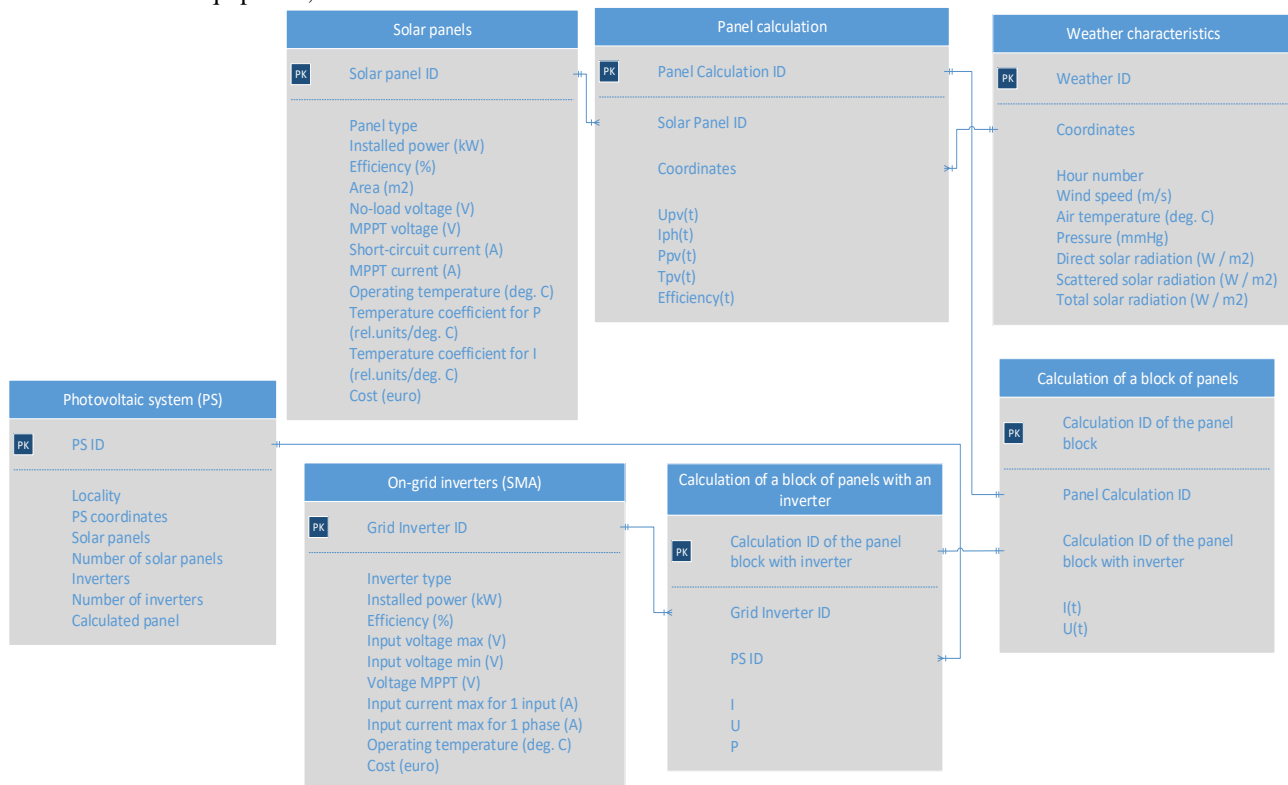 Solar panels
PK
Solar panel ID
Panel type
Installed power (kW)
Efficiency (%)
Area (m2)
No-load voltage (V)
MPPT voltage (V)
Short-circuit current (A)
MPPT current (A)
Operating temperature (deg. C)
Temperature coefficient for P
(rel.units/deg. C)
Temperature coefficient for I
(rel.units/deg. C)
Cost (euro)
Panel calculation
PK
Panel Calculation ID
Solar Panel ID
Coordinates
Upv(t)
Iph(t)
Ppv(t)
Tpv(t)
Efficiency(t)
Weather characteristics
PK
Weather ID
Coordinates
Hour number
Wind speed (m/s)
Air temperature (deg. C)
Pressure (mmHg)
Direct solar radiation (W / m2)
Scattered solar radiation (W / m2)
Total solar radiation (W / m2)
Photovoltaic system (PS)
PK
PS ID
Locality
PS coordinates
Solar panels
Number of solar panels
Inverters
Number of inverters
Calculated panel
On-grid inverters (SMA)
PK
Grid Inverter ID
Inverter type
Installed power (kW)
Efficiency (%)
Input voltage max (V)
Input voltage min (V)
Voltage MPPT (V)
Input current max for 1 input (A)
Input current max for 1 phase (A)
Operating temperature (deg. C)
Cost (euro)
Calculation of a block of panels with an
inverter
PK
Calculation ID of the panel
block with inverter
Grid Inverter ID
PS ID
I
U
P
Calculation of a block of panels
PK
Calculation ID of the panel
block
Panel Calculation ID
Calculation ID of the panel
block with inverter
I(t)
U(t)